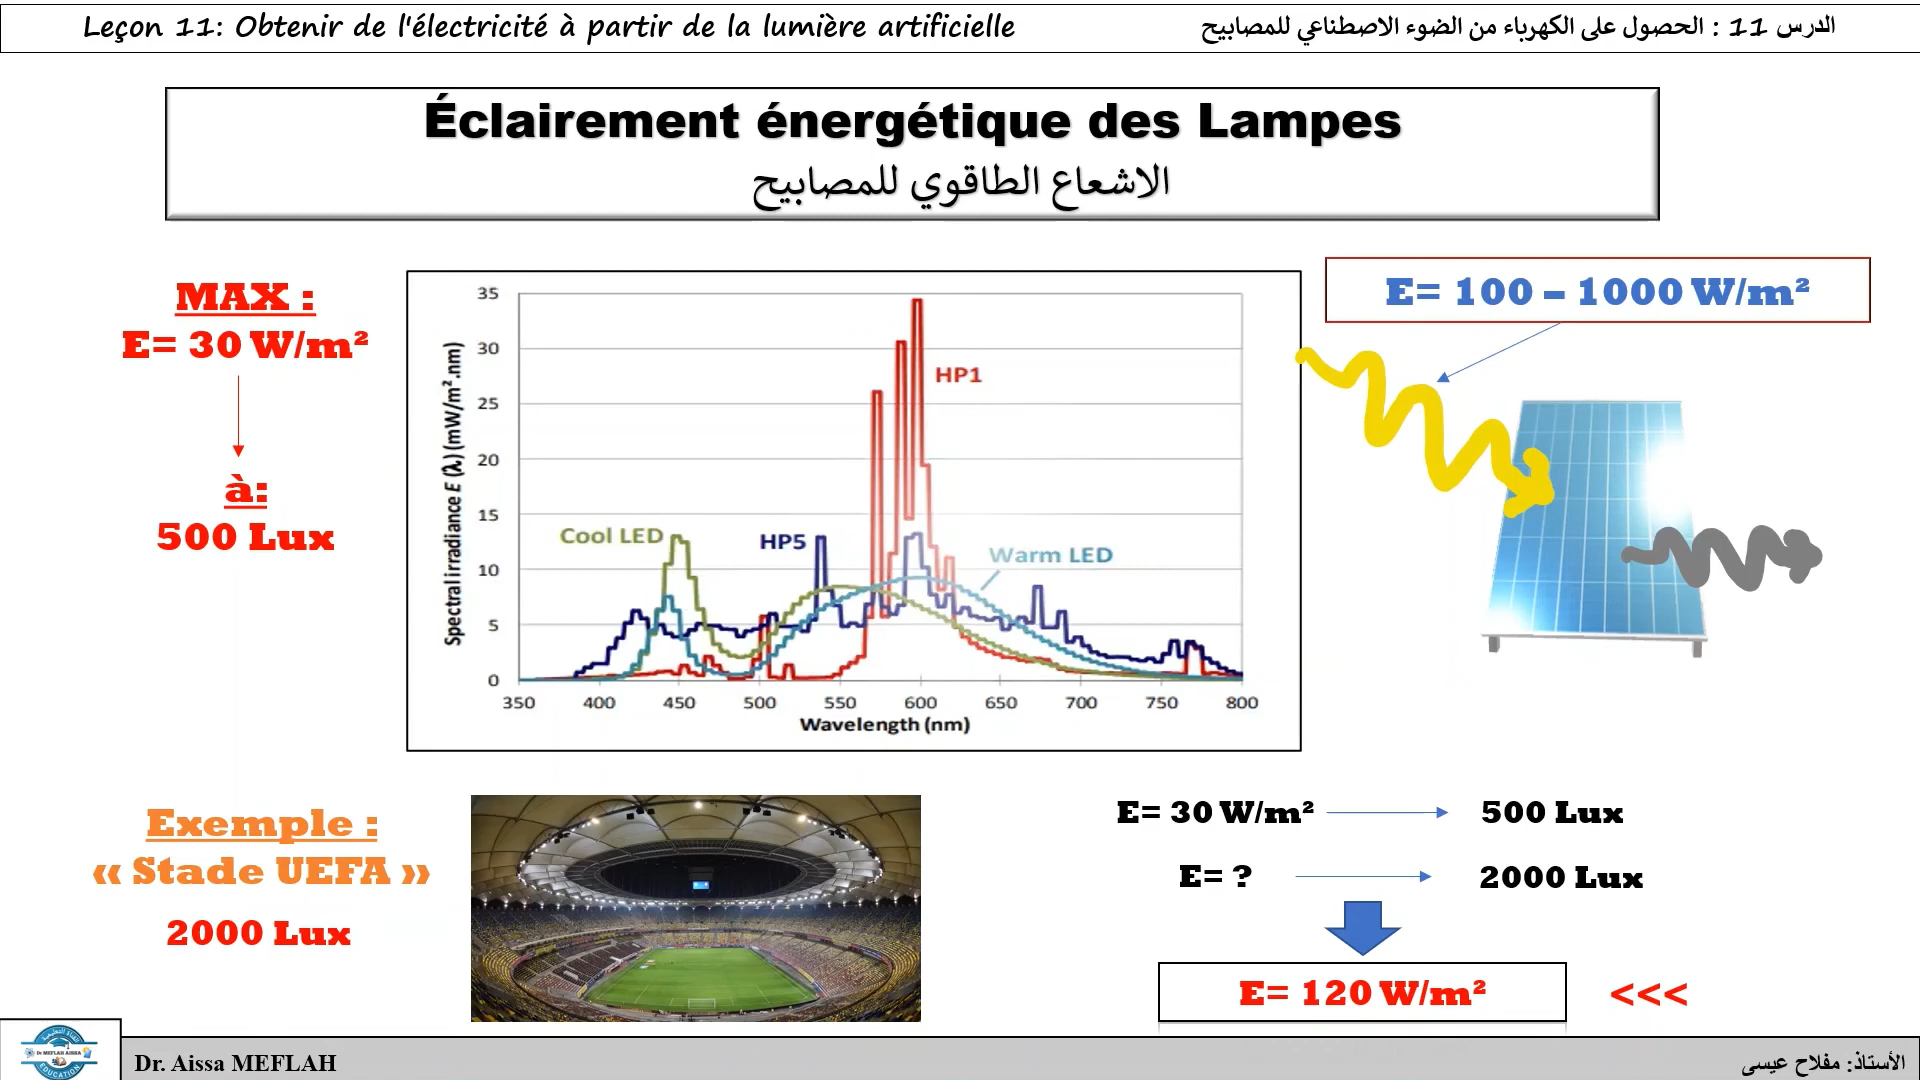 Leçon 11: Obtenir de l'électricité à partir de la lumière artificielle
الدرس 11 : الحصول على الكهرباء من الضوء الاصطناعي للمصابيح
Éclairement énergétique des Lampes
الاشعاع الطاقوي للمصابيح
MAX :
E= 30 W/m²
à:
500 Lux
Spectral irradiance E (λ) (mW/m².nm)
35
30
25
20
15
10
5
0
HP1
Cool LED
HP5
Warm LED
350 400 450 500 550 600 650 700 750 800
Wavelength (nm)
E= 100 – 1000 W/m²
Exemple :
« Stade UEFA »
2000 Lux
E= 30 W/m² 500 Lux
E= ? 2000 Lux
E= 120 W/m² <<<
Dr MEFLAH AISSA
EDUCATION
Dr. Aissa MEFLAH
الأستاذ: مفلاح عيسى